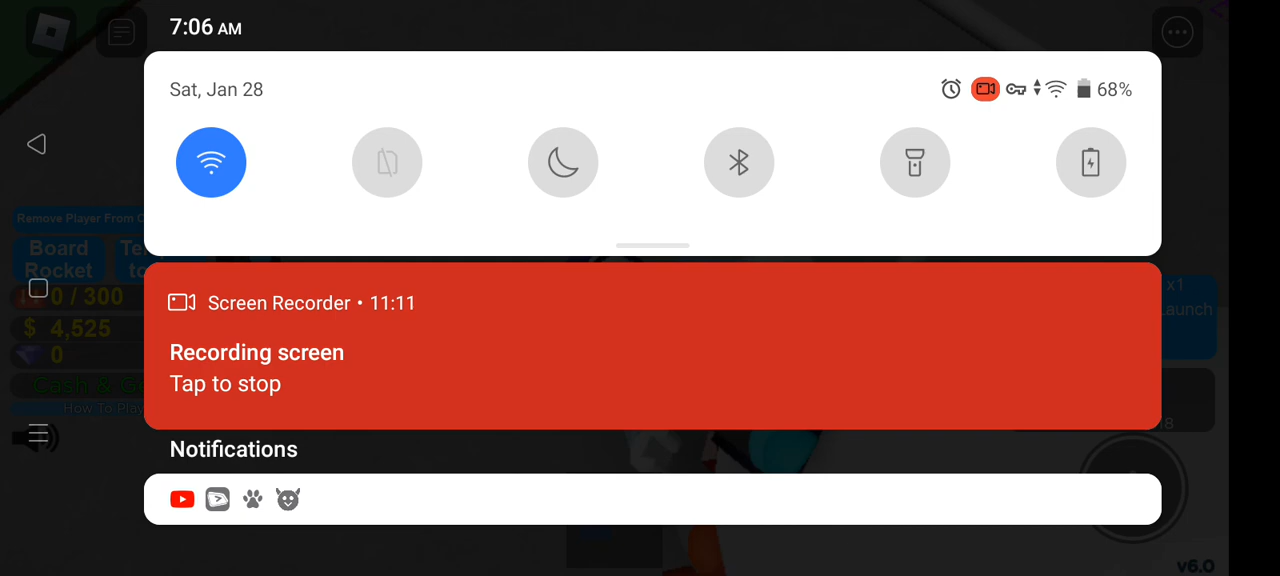 7:06 AM
Sat, Jan 28
68%
Remove Player From
Board
Rocket
0 / 300
$ 4,525
0
Cash &
How To Play
x1
Launch
Screen Recorder • 11:11
Recording screen
Tap to stop
Notifications
v6.0